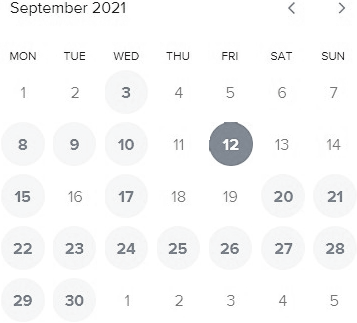 September 2021
MON TUE WED THU FRI SAT SUN
1 2 3 4 5 6 7
8 9 10 11 12 13 14
15 16 17 18 19 20 21
22 23 24 25 26 27 28
29 30 1 2 3 4 5